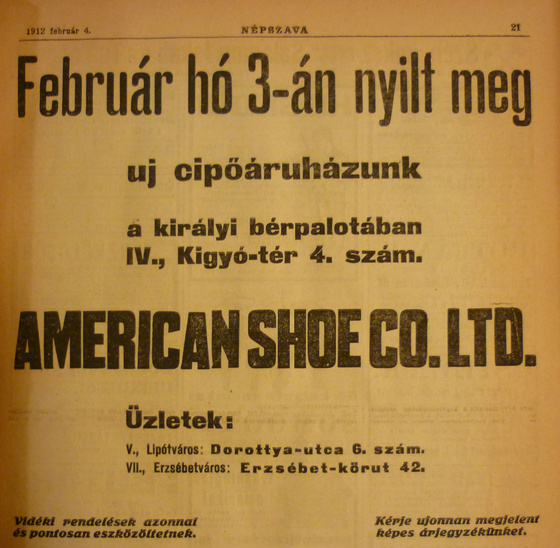 1912 február 4. NÉPSZAVA 21
Február hó 3-án nyilt meg
uj cipőáruházunk
a királyi bérpalotában
IV., Kigyó-tér 4. szám.
AMERICAN SHOE CO. LTD.
Üzletek:
V., Lipótváros: Dorottya-utca 6. szám.
VII., Erzsébetváros: Erzsébet-körut 42.
Vidéki rendelések azonnal
és pontosan eszközöltetnek.
Kérje ujonnan megjelent
képes árjegyzékünket.